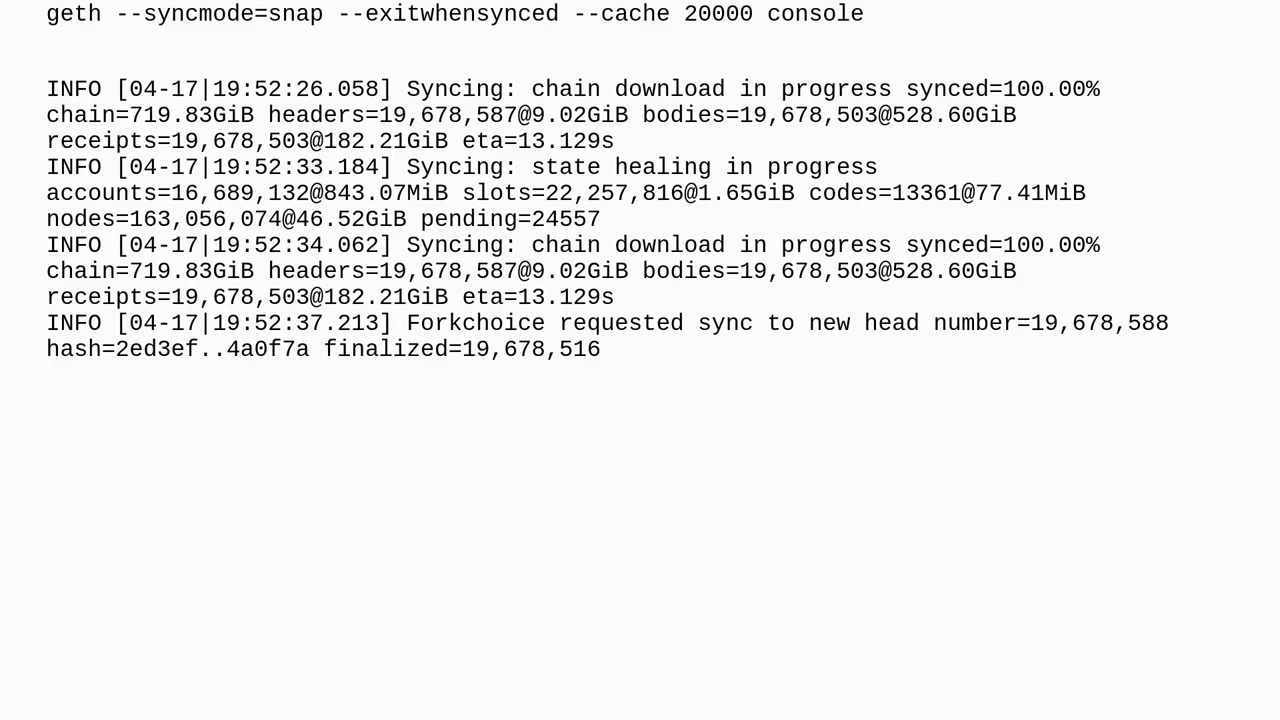 geth --syncmode=snap --exitwhensynced --cache 20000 console
INFO [04-17|19:52:26.058] Syncing: chain download in progress synced=100.00%
chain=719.83GiB headers=19,678,587@9.02GiB bodies=19,678,503@528.60GiB
receipts=19,678,503@182.21GiB eta=13.129s
INFO [04-17|19:52:33.184] Syncing: state healing in progress
accounts=16,689,132@843.07MiB slots=22,257,816@1.65GiB codes=13361@77.41MiB
nodes=163,056,074@46.52GiB pending=24557
INFO [04-17|19:52:34.062] Syncing: chain download in progress synced=100.00%
chain=719.83GiB headers=19,678,587@9.02GiB bodies=19,678,503@528.60GiB
receipts=19,678,503@182.21GiB eta=13.129s
INFO [04-17|19:52:37.213] Forkchoice requested sync to new head number=19,678,588
hash=2ed3ef..4a0f7a finalized=19,678,516